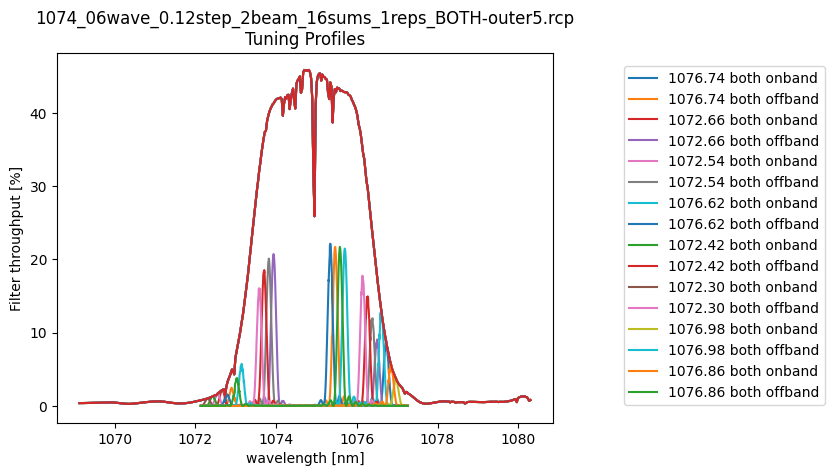 1074_06wave_0.12step_2beam_16sums_1reps_BOTH-outer5.rcp
Tuning Profiles
Filter throughput [%]
40
30
20
10
0
1070
1072
1074
1076
1078
1080
wavelength [nm]
1076.74 both onband
1076.74 both offband
1072.66 both onband
1072.66 both offband
1072.54 both onband
1072.54 both offband
1076.62 both onband
1076.62 both offband
1072.42 both onband
1072.42 both offband
1072.30 both onband
1072.30 both offband
1076.98 both onband
1076.98 both offband
1076.86 both onband
1076.86 both offband